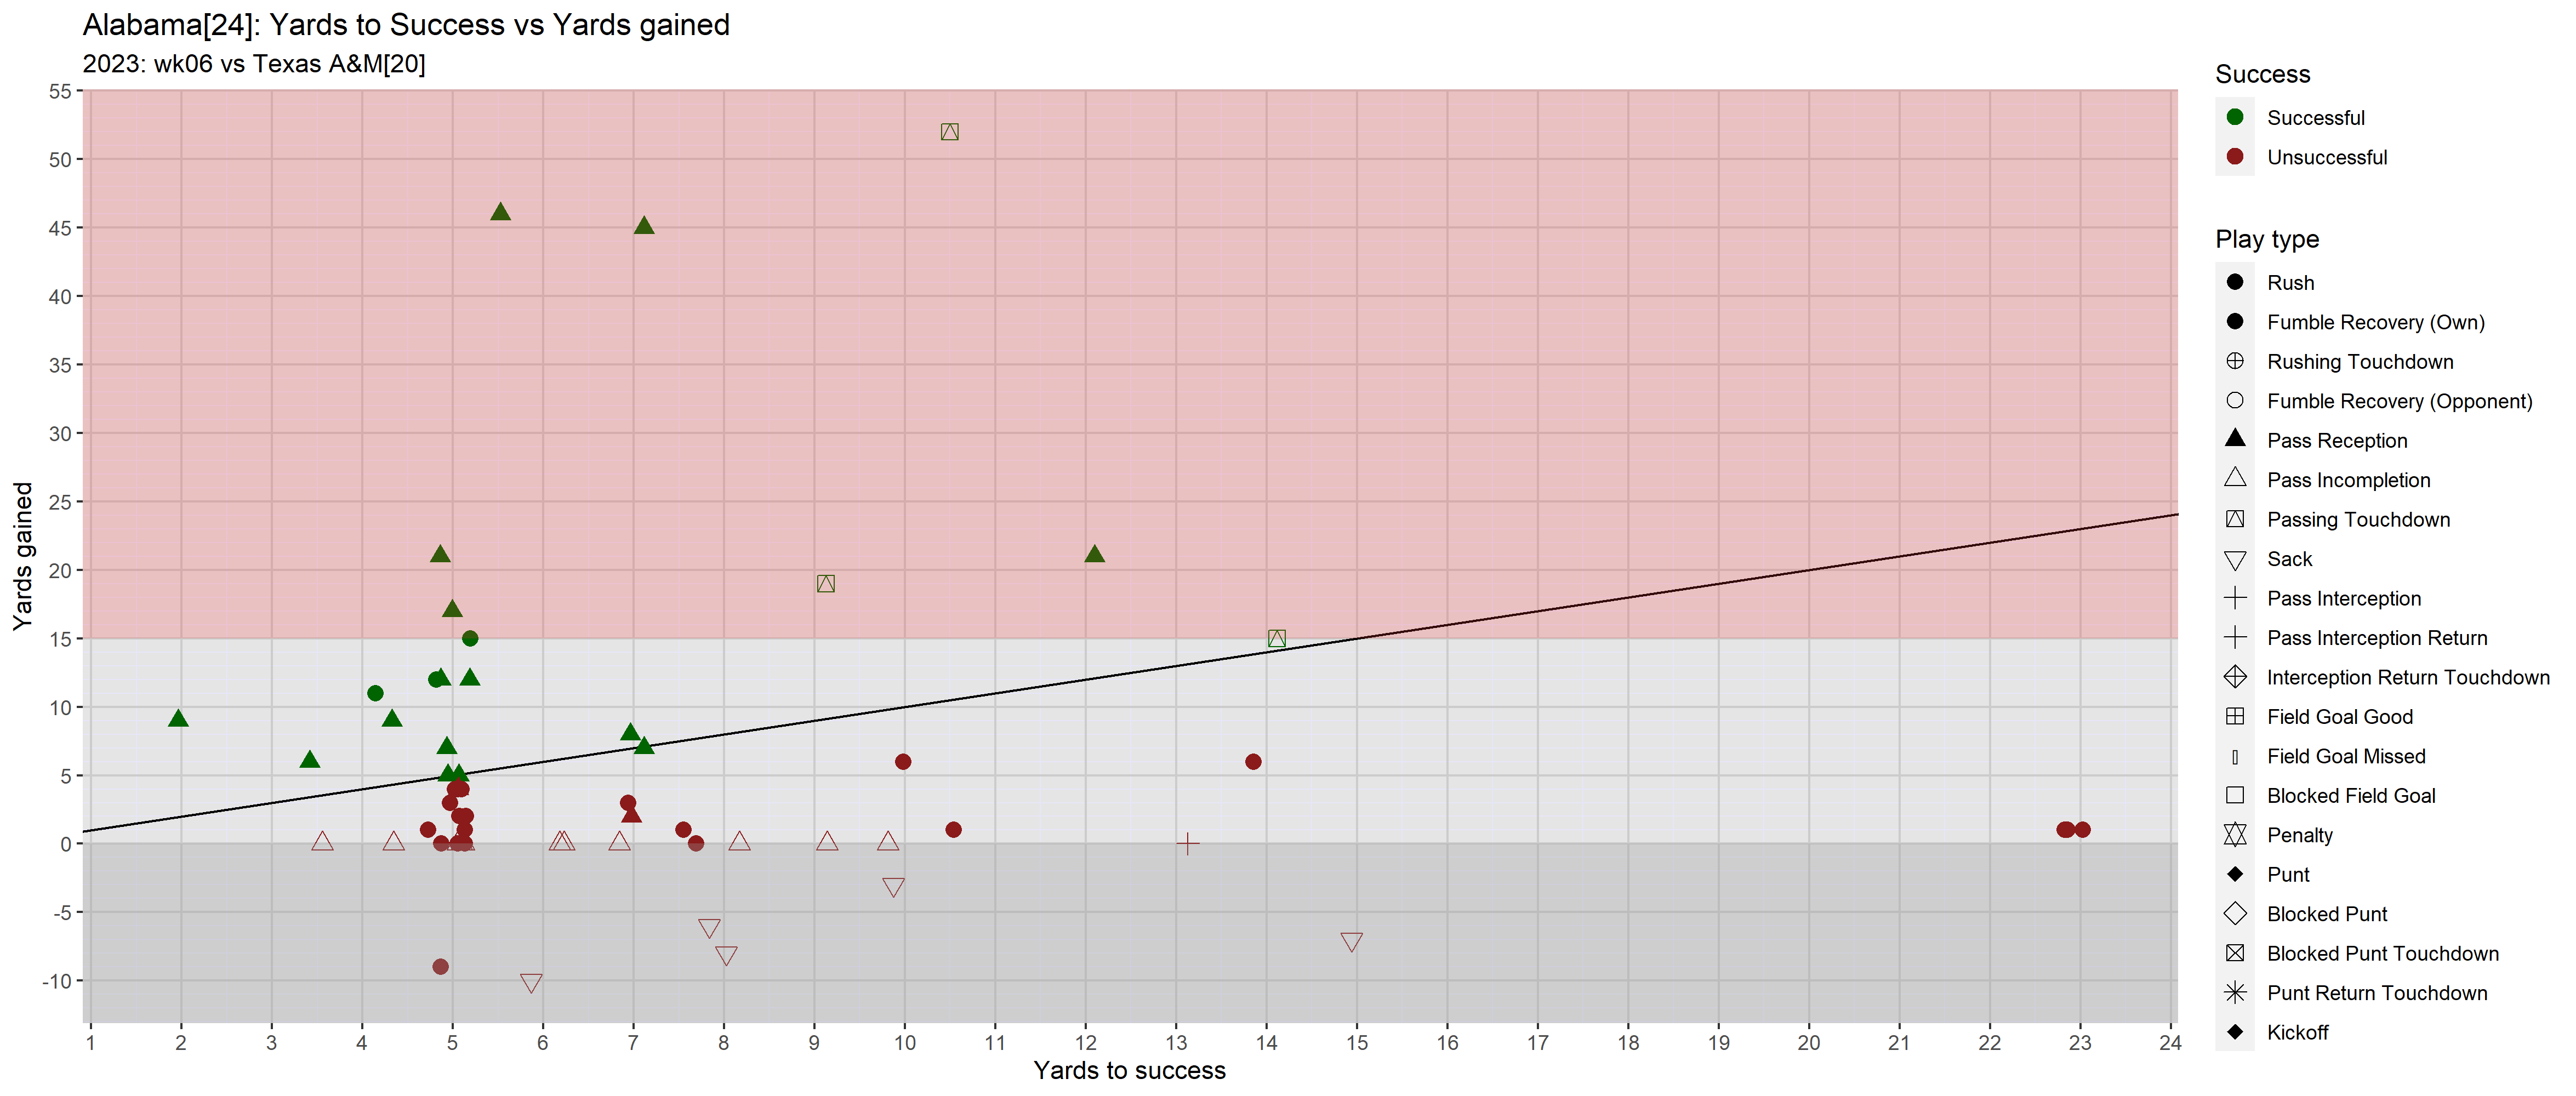 Alabama[24]: Yards to Success vs Yards gained
2023: wk06 vs Texas A&M[20]
55
50
45
40
35
30
25
20
15
10
5
0
-5
-10
Yards gained
1 2 3 4 5 6 7 8 9 10 11 12 13 14 15 16 17 18 19 20 21 22 23 24
Yards to success
Success
Successful
Unsuccessful
Play type
Rush
Fumble Recovery (Own)
Rushing Touchdown
Fumble Recovery (Opponent)
Pass Reception
Pass Incompletion
Passing Touchdown
Sack
Pass Interception
Pass Interception Return
Interception Return Touchdown
Field Goal Good
Field Goal Missed
Blocked Field Goal
Penalty
Punt
Blocked Punt
Blocked Punt Touchdown
Punt Return Touchdown
Kickoff